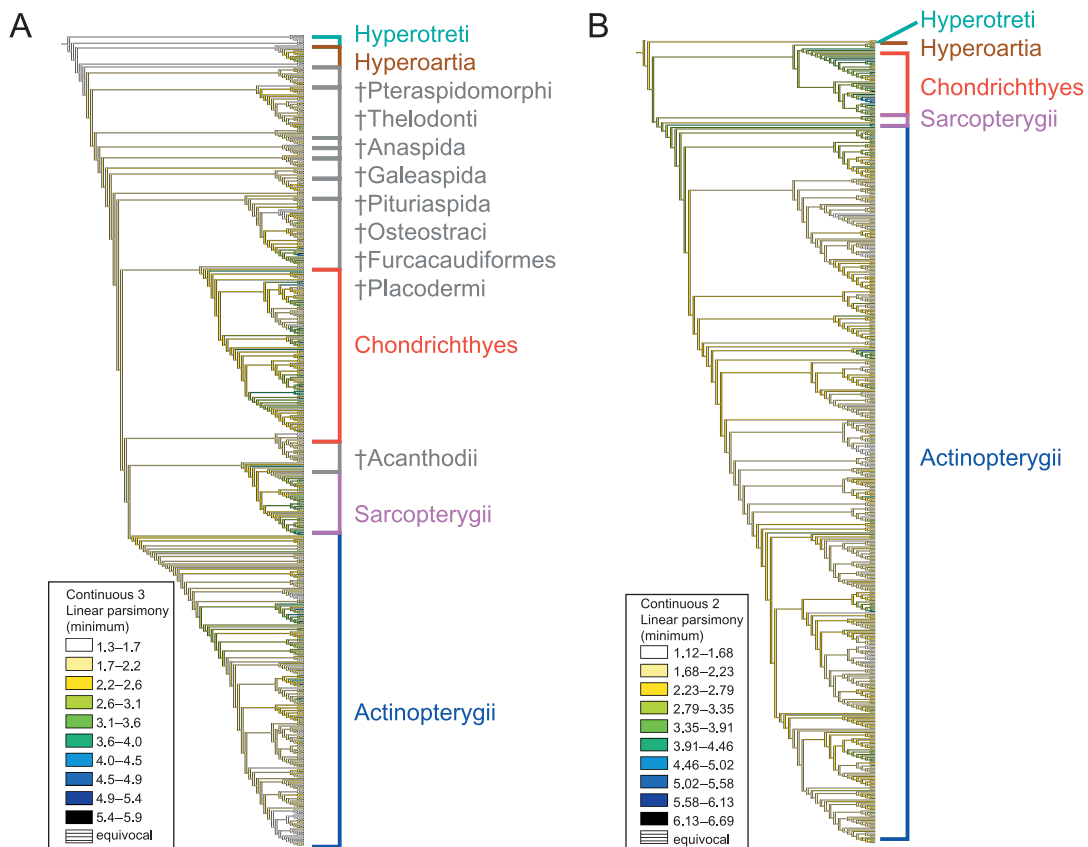 A
Hyperotreti
Hyperoartia
†Pteraspidomorphi
†Thelodonti
†Anaspida
†Galeaspida
†Pituriaspida
†Osteostraci
†Furcacaudiformes
†Placodermi
Chondrichthyes
†Acanthodii
Sarcopterygii
Actinopterygii
Continuous 3
Linear parsimony
(minimum)
1.3–1.7
1.7–2.2
2.2–2.6
2.6–3.1
3.1–3.6
3.6–4.0
4.0–4.5
4.5–4.9
4.9–5.4
5.4–5.9
equivocal
B
Hyperotreti
Hyperoartia
Chondrichthyes
Sarcopterygii
Actinopterygii
Continuous 2
Linear parsimony
(minimum)
1.12–1.68
1.68–2.23
2.23–2.79
2.79–3.35
3.35–3.91
3.91–4.46
4.46–5.02
5.02–5.58
5.58–6.13
6.13–6.69
equivocal